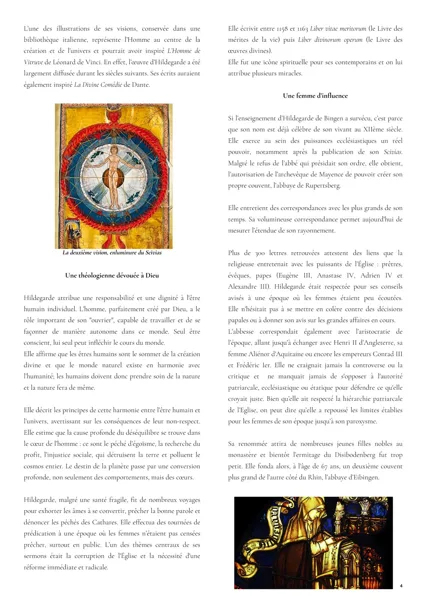 L'une des illustrations de ses visions, conservée dans une
bibliothèque italienne, représente l'Homme au centre de la
création et de l'univers et pourrait avoir inspiré L'Homme de
Vitruve de Léonard de Vinci. En effet, l'œuvre d'Hildegarde a été
largement diffusée durant les siècles suivants. Ses écrits auraient
également inspiré La Divine Comédie de Dante.
La deuxième vision, enluminure du Scivias
Une théologienne dévouée à Dieu
Hildegarde attribue une responsabilité et une dignité à l'être
humain individuel. L'homme, parfaitement créé par Dieu, a le
rôle important de son "ouvrier", capable de travailler et de se
façonner de manière autonome dans ce monde. Seul être
conscient, lui seul peut infléchir le cours du monde.
Elle affirme que les êtres humains sont le sommet de la création
divine et que le monde naturel existe en harmonie avec
l'humanité; les humains doivent donc prendre soin de la nature
et la nature fera de même.
Elle décrit les principes de cette harmonie entre l'être humain et
l'univers, avertissant sur les conséquences de leur non-respect.
Elle estime que la cause profonde du déséquilibre se trouve dans
le cœur de l'homme : ce sont le péché d'égoïsme, la recherche du
profit, l'injustice sociale, qui détruisent la terre et polluent le
cosmos entier. Le destin de la planète passe par une conversion
profonde, non seulement des comportements, mais des cœurs.
Hildegarde, malgré une santé fragile, fit de nombreux voyages
pour exhorter les âmes à se convertir, prêcher la bonne parole et
dénoncer les péchés des Cathares. Elle effectua des tournées de
prédication à une époque où les femmes n'étaient pas censées
prêcher, surtout en public. L'un des thèmes centraux de ses
sermons était la corruption de l'Église et la nécessité d'une
réforme immédiate et radicale
Elle écrivit entre 1158 et 1163 Liber vitae meritorum (le Livre des
mérites de la vie) puis Liber divinorum operum (le Livre des
œuvres divines).
Elle fut une icône spirituelle pour ses contemporains et on lui
attribue plusieurs miracles.
Une femme d'influence
Si l'enseignement d'Hildegarde de Bingen a survécu, c'est parce
que son nom est déjà célèbre de son vivant au XIIème siècle.
Elle exerce au sein des puissances ecclésiastiques un réel
pouvoir, notamment après la publication de son Scivias.
Malgré le refus de l'abbé qui présidait son ordre, elle obtient,
l'autorisation de l'archevêque de Mayence de pouvoir créer son
propre couvent, l'abbaye de Rupertsberg.
Elle entretient des correspondances avec les plus grands de son
temps. Sa volumineuse correspondance permet aujourd'hui de
mesurer l'étendue de son rayonnement.
Plus de 300 lettres retrouvées attestent des liens que la
religieuse entretenait avec les puissants de l'Église : prêtres,
évêques, papes (Eugène III, Anastase IV, Adrien IV et
Alexandre III). Hildegarde était respectée pour ses conseils
avisés à une époque où les femmes étaient peu écoutées.
Elle n'hésitait pas à se mettre en colère contre des décisions
papales ou à donner son avis sur les grandes affaires en cours.
L'abbesse correspondait également avec l'aristocratie de
l'époque, allant jusqu'à échanger avec Henri II d'Angleterre, sa
femme Aliénor d'Aquitaine ou encore les empereurs Conrad III
et Frédéric 1er. Elle ne craignait jamais la controverse ou la
critique et ne manquait jamais de s'opposer à l'autorité
patriarcale, ecclésiastique ou étatique pour défendre ce qu'elle
croyait juste. Bien qu'elle ait respecté la hiérarchie patriarcale
de l'Église, on peut dire qu'elle a repoussé les limites établies
pour les femmes de son époque jusqu'à son paroxysme.
Sa renommée attira de nombreuses jeunes filles nobles au
monastère et bientôt l'ermitage du Disibodenberg fut trop
petit. Elle fonda alors, à l'âge de 67 ans, un deuxième couvent
plus grand de l'autre côté du Rhin, l'abbaye d'Eibingen.
4